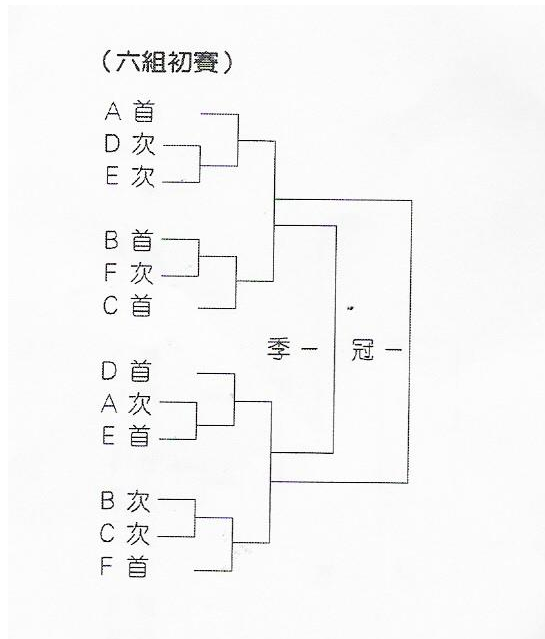 （六組初賽）
A 首
D 次
E 次
B 首
F 次
C 首
季 一 冠 一
D 首
A 次
E 首
B 次
C 次
F 首